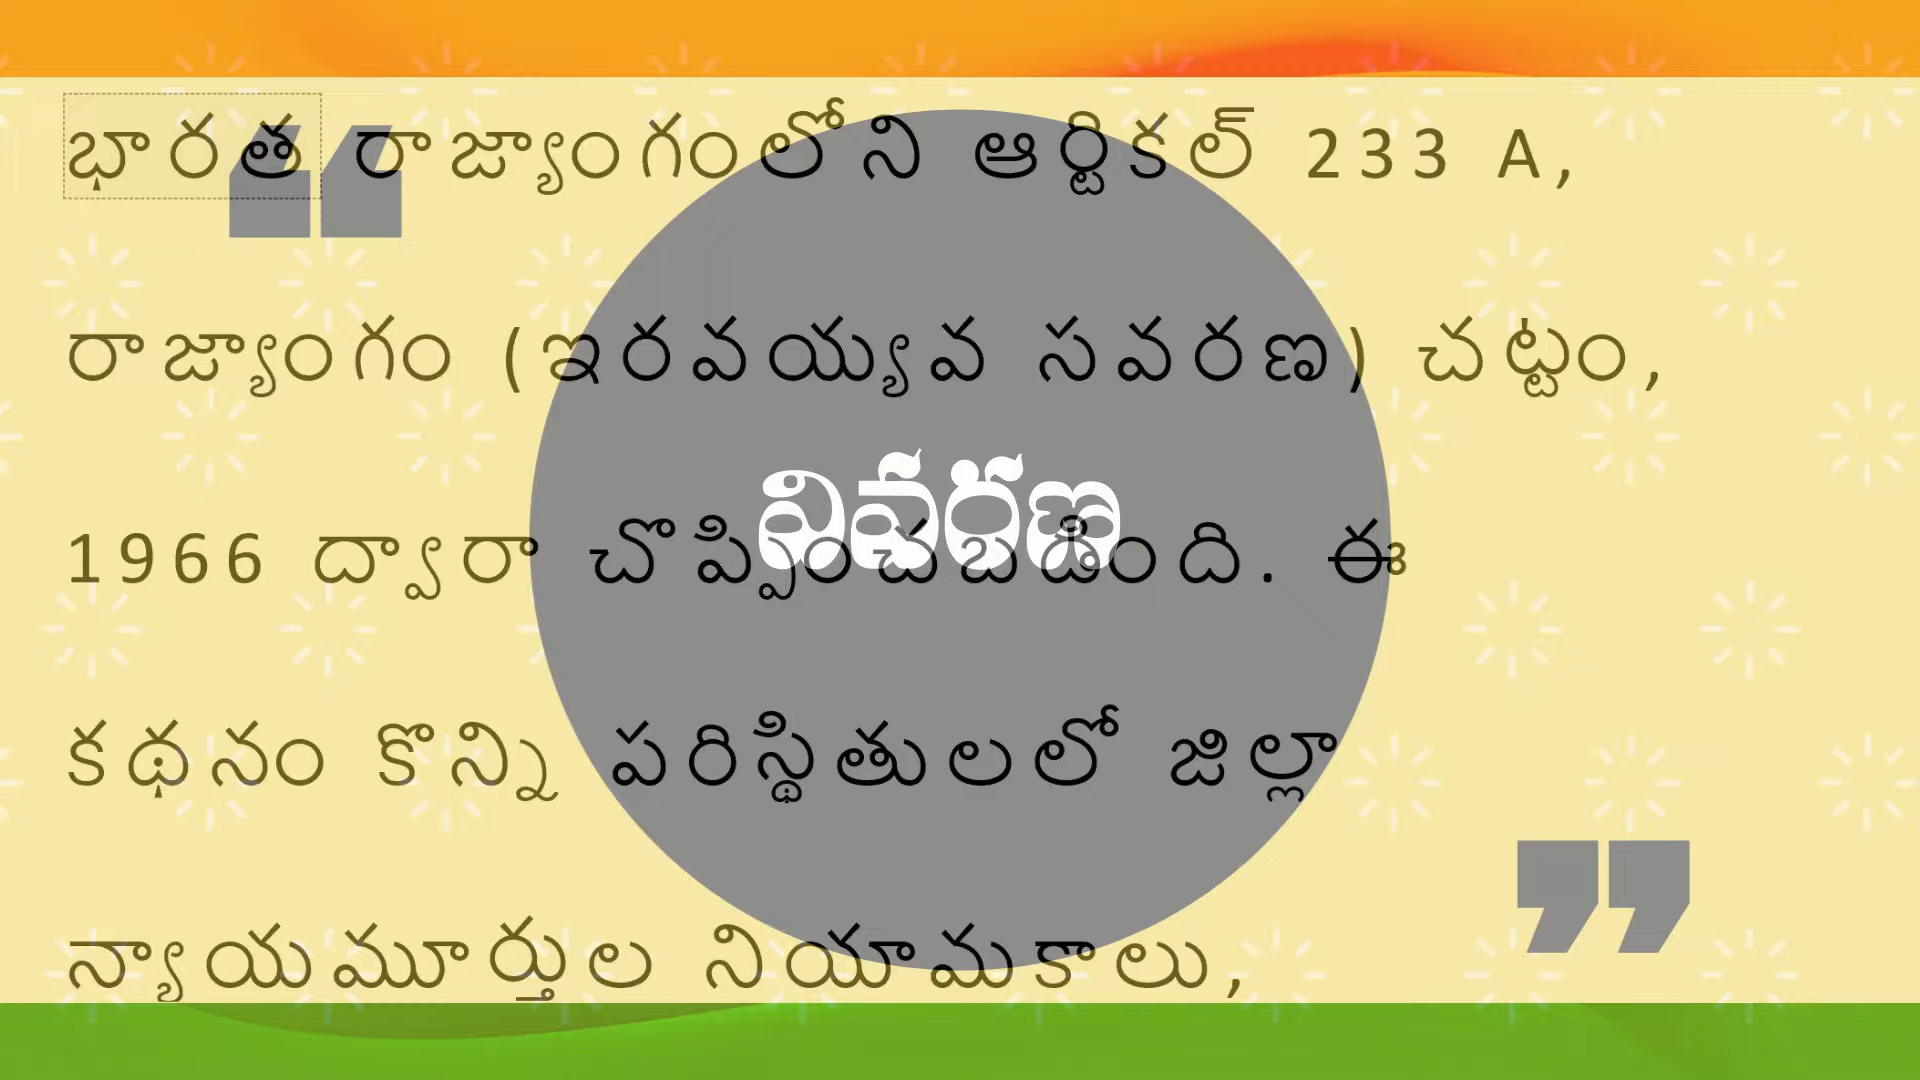 భారత రాజ్యాంగంలోని ఆర్టికల్ 233 A,
రాజ్యాంగం (ఇరవయ్యవ సవరణ) చట్టం,
వివరణ
1966 ద్వారా చొప్పించబడింది. ఈ
కథనం కొన్ని పరిస్థితులలో జిల్లా
న్యాయమూర్తుల నియామకాలు,